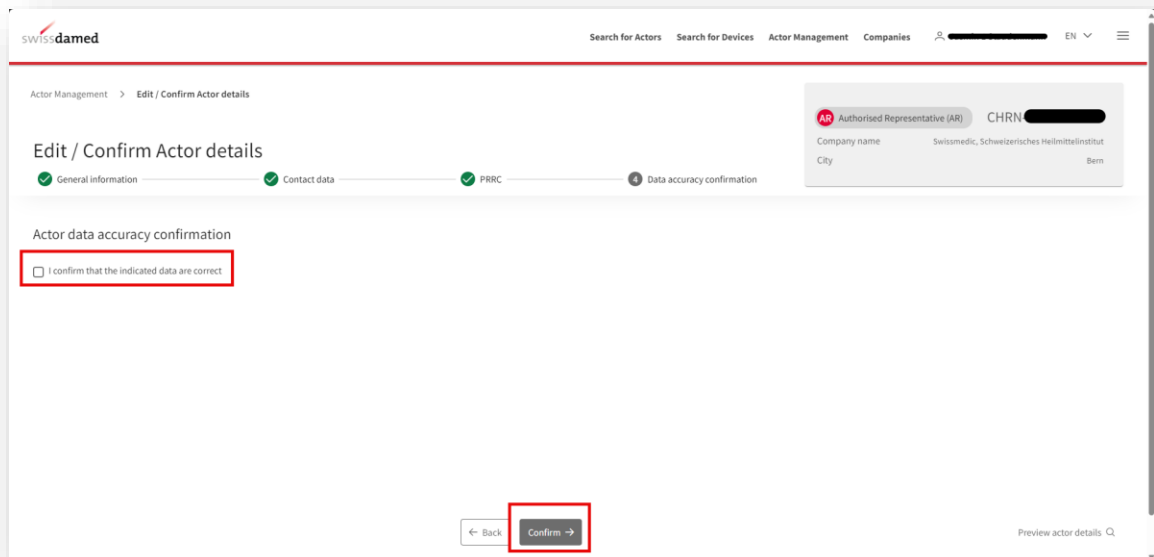 swissdamed
Search for Actors Search for Devices Actor Management Companies EN
Actor Management > Edit / Confirm Actor details
AR Authorised Representative (AR) CHRN-
Company name Swissmedic, Schweizerisches Heilmittelinstitut
City Bern
Edit / Confirm Actor details
General information Contact data PRRC 4 Data accuracy confirmation
Actor data accuracy confirmation
I confirm that the indicated data are correct
← Back Confirm → Preview actor details